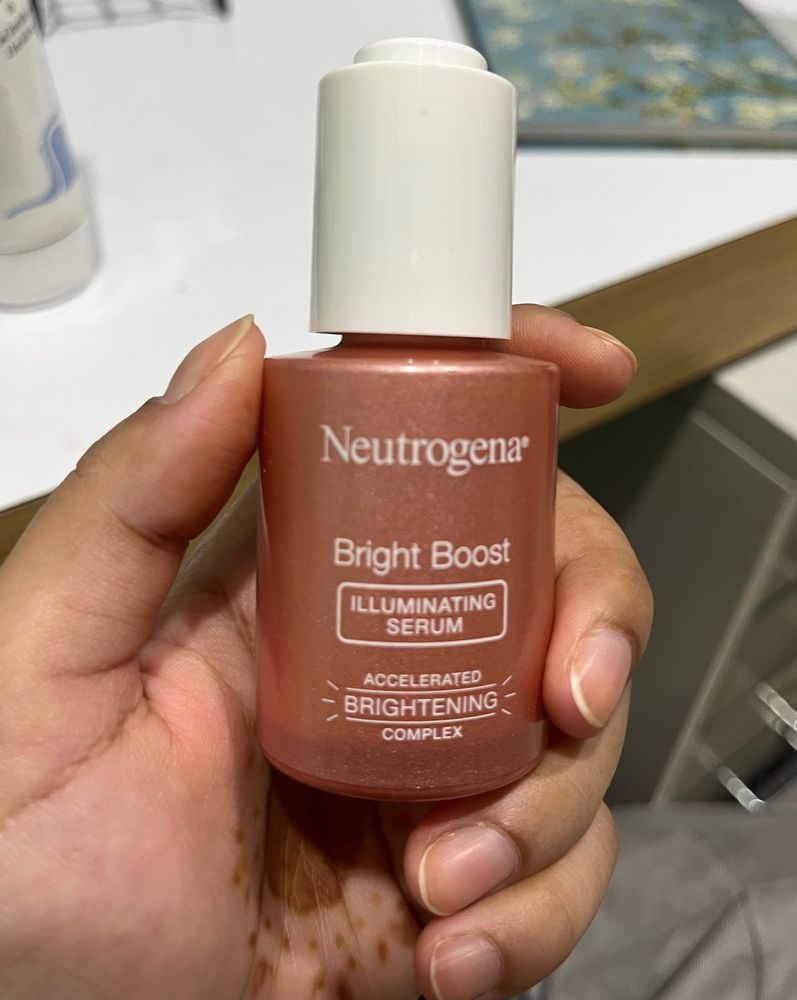 Neutrogena®
Bright Boost
ILLUMINATING
SERUM
ACCELERATED
BRIGHTENING
COMPLEX